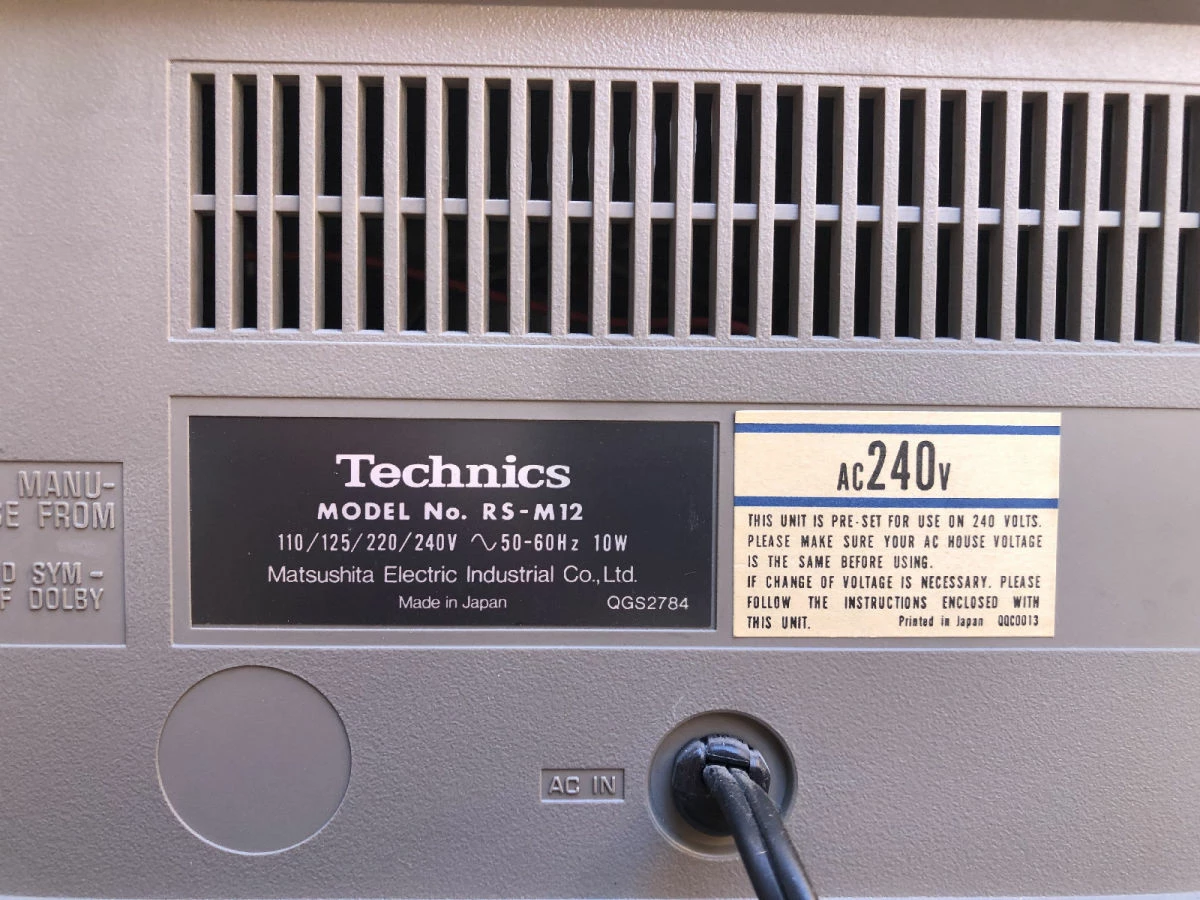 MANU-
FROM
SYM-
DOLBY
Technics
MODEL No. RS-M12
110/125/220/240V ∿50-60Hz 10W
Matsushita Electric Industrial Co., Ltd.
Made in Japan QGS2784
AC 240V
THIS UNIT IS PRE-SET FOR USE ON 240 VOLTS.
PLEASE MAKE SURE YOUR AC HOUSE VOLTAGE
IS THE SAME BEFORE USING.
IF CHANGE OF VOLTAGE IS NECESSARY. PLEASE
FOLLOW THE INSTRUCTIONS ENCLOSED WITH
THIS UNIT. Printed in Japan QQC0013
AC IN